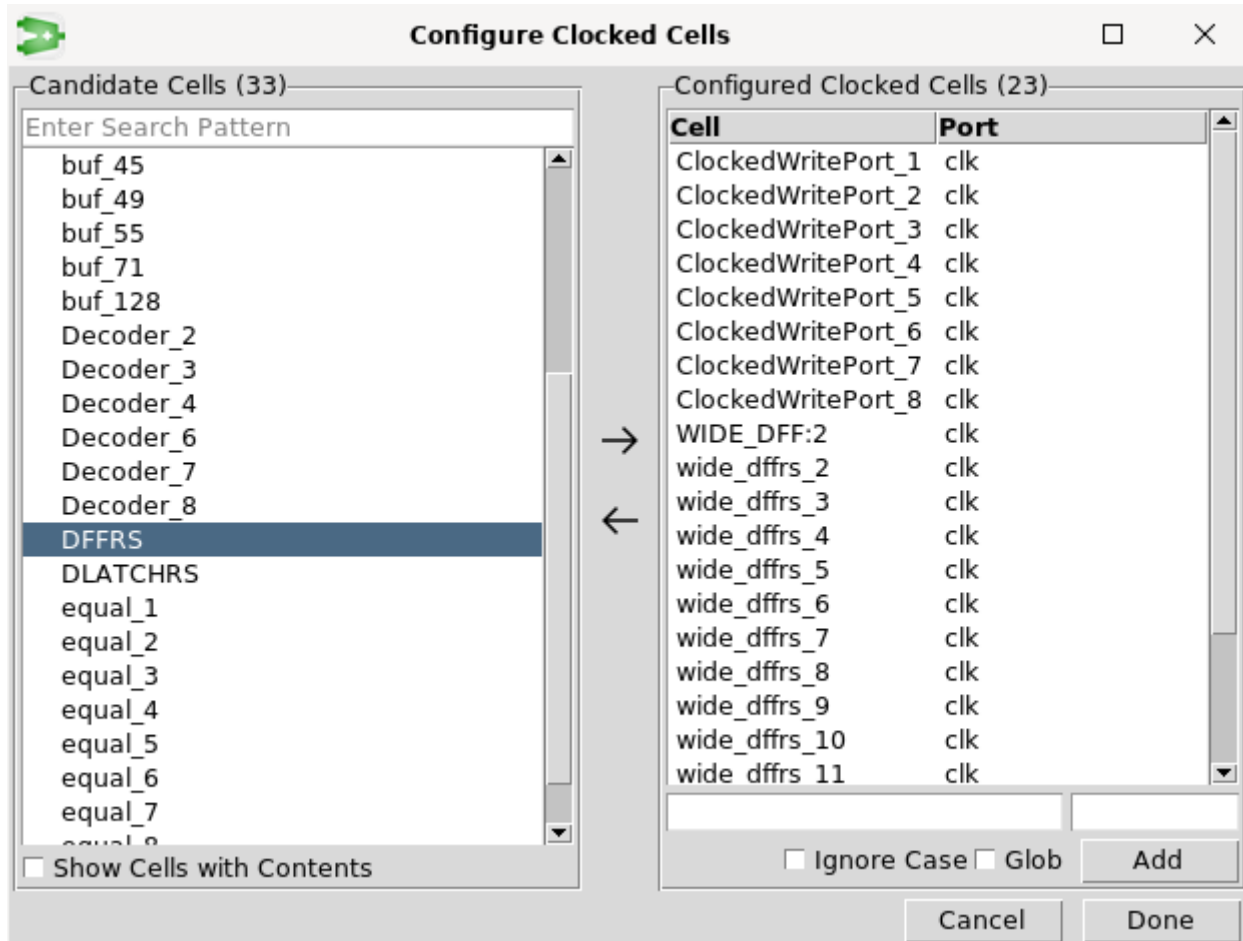 Configure Clocked Cells
Candidate Cells (33)
Enter Search Pattern
buf_45
buf_49
buf_55
buf_71
buf_128
Decoder_2
Decoder_3
Decoder_4
Decoder_6
Decoder_7
Decoder_8
DFFRS
DLATCHRS
equal_1
equal_2
equal_3
equal_4
equal_5
equal_6
equal_7
Show Cells with Contents
Configured Clocked Cells (23)
Cell Port
ClockedWritePort_1 clk
ClockedWritePort_2 clk
ClockedWritePort_3 clk
ClockedWritePort_4 clk
ClockedWritePort_5 clk
ClockedWritePort_6 clk
ClockedWritePort_7 clk
ClockedWritePort_8 clk
WIDE_DFF:2 clk
wide_dffrs_2 clk
wide_dffrs_3 clk
wide_dffrs_4 clk
wide_dffrs_5 clk
wide_dffrs_6 clk
wide_dffrs_7 clk
wide_dffrs_8 clk
wide_dffrs_9 clk
wide_dffrs_10 clk
wide_dffrs_11 clk
Ignore Case Glob Add
Cancel Done